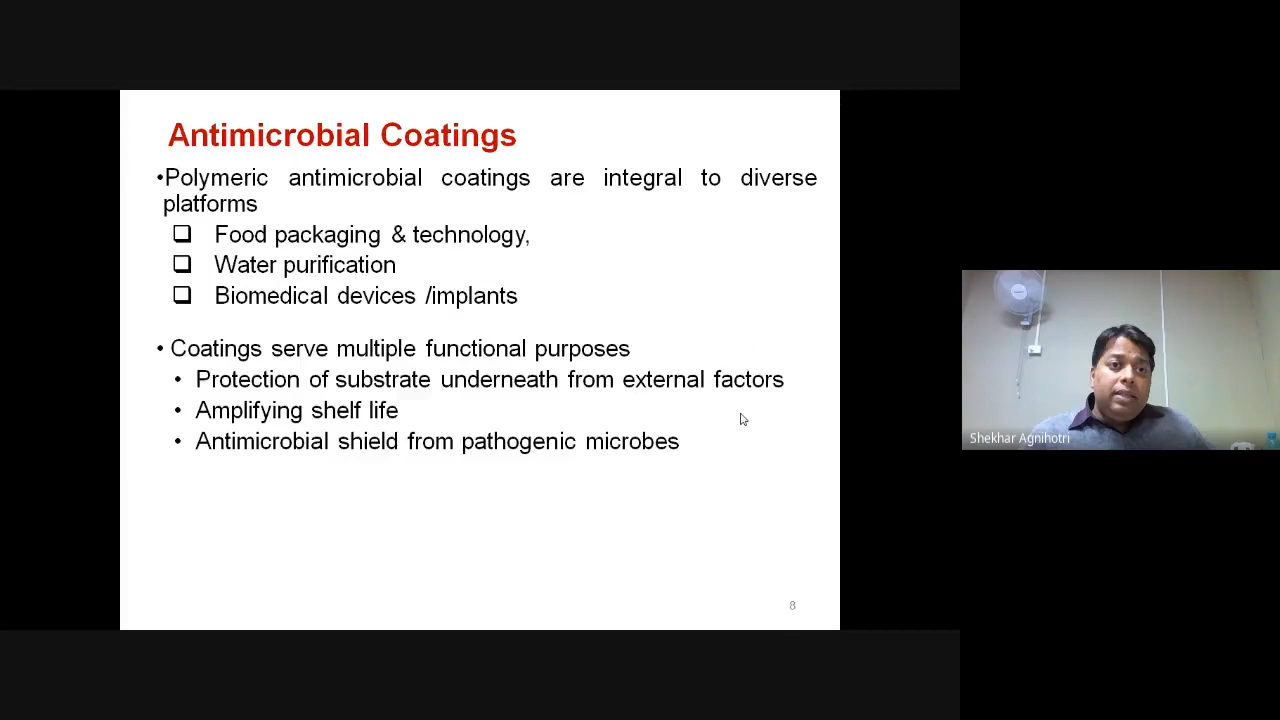 Antimicrobial Coatings
•Polymeric antimicrobial coatings are integral to diverse
platforms
❑ Food packaging & technology,
❑ Water purification
❑ Biomedical devices /implants
• Coatings serve multiple functional purposes
• Protection of substrate underneath from external factors
• Amplifying shelf life
• Antimicrobial shield from pathogenic microbes
8
Shekhar Agnihotri